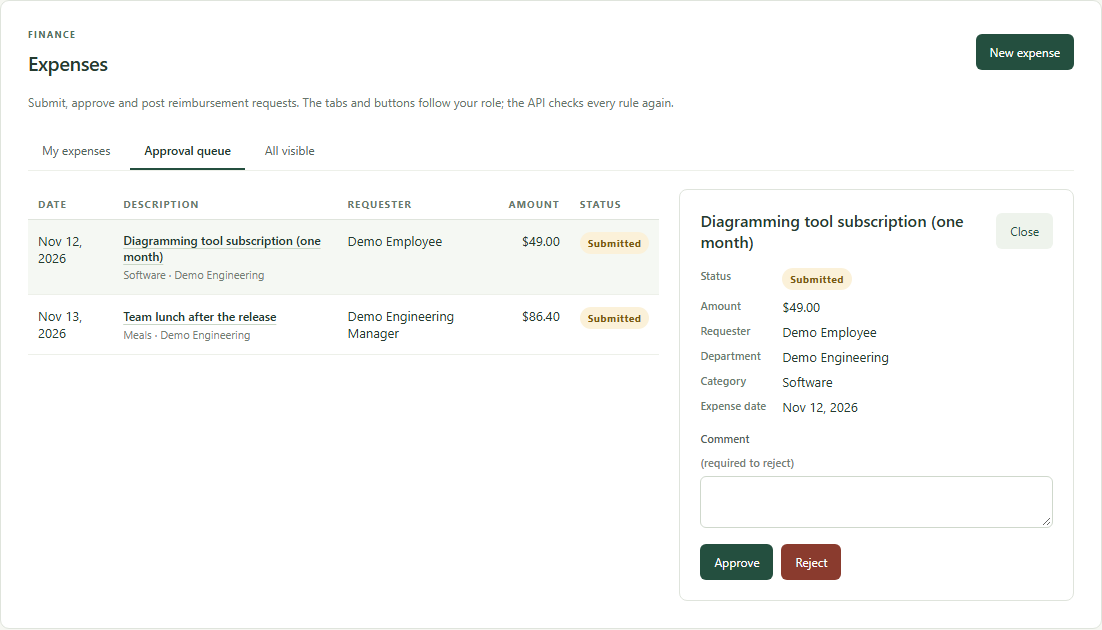 FINANCE
Expenses
New expense
Submit, approve and post reimbursement requests. The tabs and buttons follow your role; the API checks every rule again.
My expenses Approval queue All visible
DATE DESCRIPTION REQUESTER AMOUNT STATUS
Nov 12, 2026
Diagramming tool subscription (one
month)
Software · Demo Engineering
Demo Employee
$49.00
Submitted
Nov 13, 2026
Team lunch after the release
Meals · Demo Engineering
Demo Engineering
Manager
$86.40
Submitted
Diagramming tool subscription (one
month)
Close
Status Submitted
Amount $49.00
Requester Demo Employee
Department Demo Engineering
Category Software
Expense date Nov 12, 2026
Comment
(required to reject)
Approve Reject